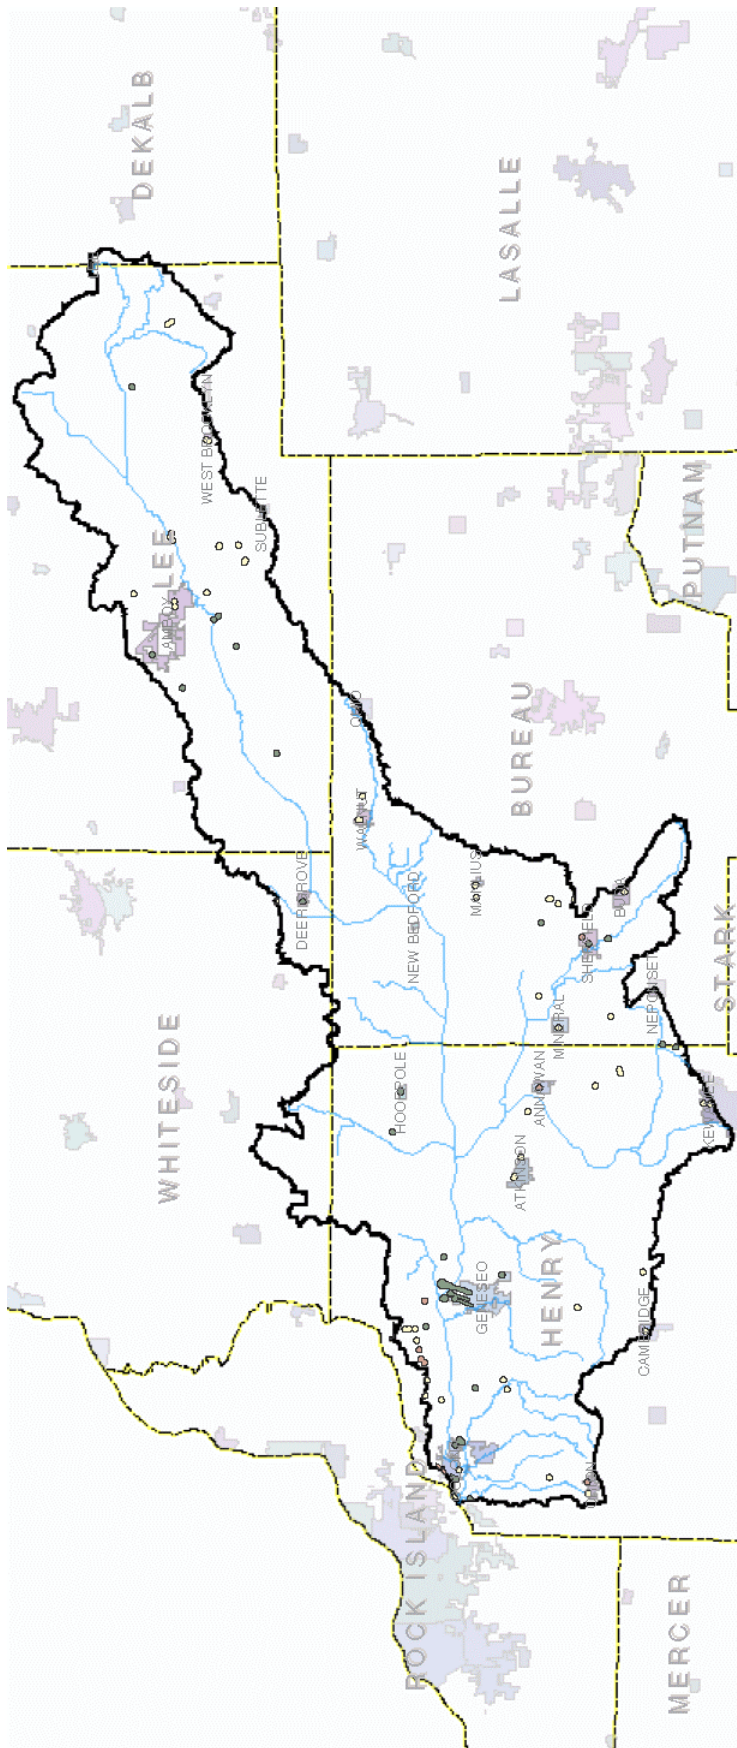 DEKALB
LASALLE
WEST BROOKLYN
SUBLETTE
LEE
AMBOY
PUTNAM
OHIO
BUREAU
WALNUT
DEER GROVE
NEW BEDFORD
MANLIUS
BUDA
SHEFFIELD
STARK
NEPONSET
MINERAL
WHITESIDE
HOOPPOLE
ANNAWAN
KEWANEE
ATKINSON
GENESEO
HENRY
CAMBRIDGE
ROCK ISLAND
ORION
MERCER